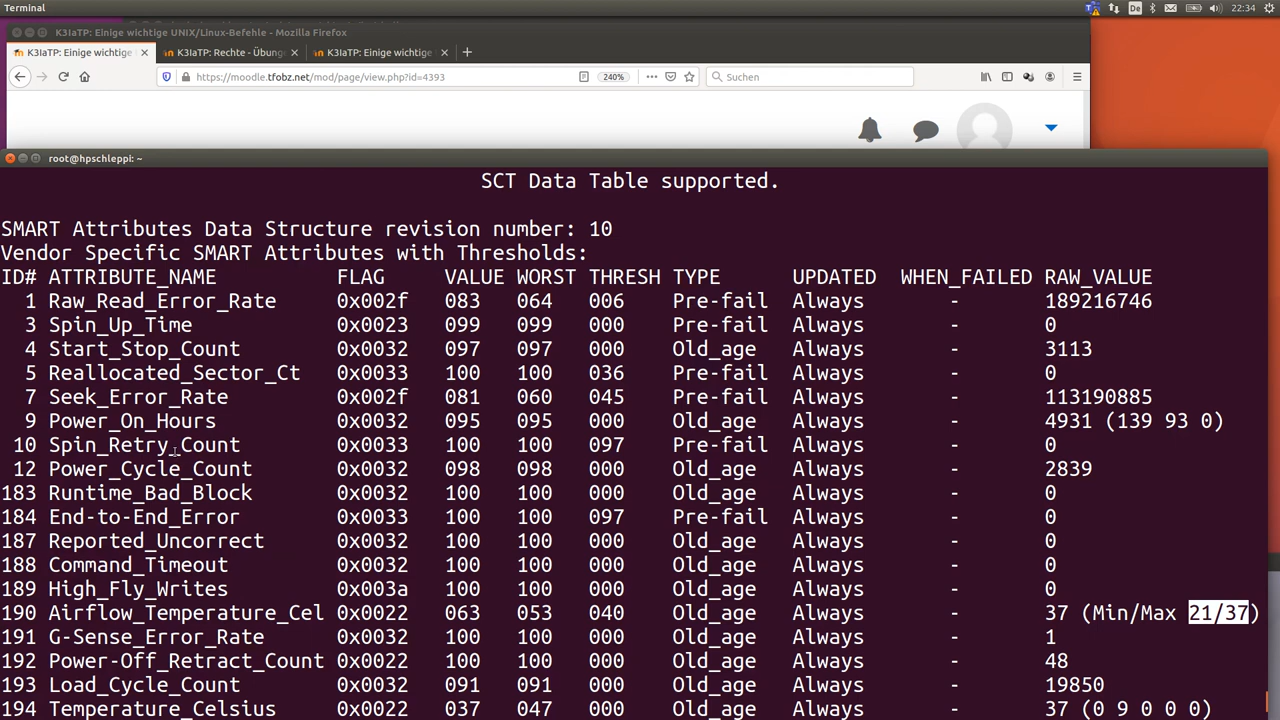 Terminal
De
22:34
K3IaTP: Einige wichtige UNIX/Linux-Befehle - Mozilla Firefox
K3IaTP: Einige wichtige
K3IaTP: Rechte - Übung
K3IaTP: Einige wichtige
https://moodle.tfobz.net/mod/page/view.php?id=4393
240%
Suchen
root@hpschleppi: ~
SCT Data Table supported.
SMART Attributes Data Structure revision number: 10
Vendor Specific SMART Attributes with Thresholds:
ID# ATTRIBUTE_NAME FLAG VALUE WORST THRESH TYPE UPDATED WHEN_FAILED RAW_VALUE
1 Raw_Read_Error_Rate 0x002f 083 064 006 Pre-fail Always - 189216746
3 Spin_Up_Time 0x0023 099 099 000 Pre-fail Always - 0
4 Start_Stop_Count 0x0032 097 097 000 Old_age Always - 3113
5 Reallocated_Sector_Ct 0x0033 100 100 036 Pre-fail Always - 0
7 Seek_Error_Rate 0x002f 081 060 045 Pre-fail Always - 113190885
9 Power_On_Hours 0x0032 095 095 000 Old_age Always - 4931 (139 93 0)
10 Spin_Retry_Count 0x0033 100 100 097 Pre-fail Always - 0
12 Power_Cycle_Count 0x0032 098 098 000 Old_age Always - 2839
183 Runtime_Bad_Block 0x0032 100 100 000 Old_age Always - 0
184 End-to-End_Error 0x0033 100 100 097 Pre-fail Always - 0
187 Reported_Uncorrect 0x0032 100 100 000 Old_age Always - 0
188 Command_Timeout 0x0032 100 100 000 Old_age Always - 0
189 High_Fly_Writes 0x003a 100 100 000 Old_age Always - 0
190 Airflow_Temperature_Cel 0x0022 063 053 040 Old_age Always - 37 (Min/Max 21/37)
191 G-Sense_Error_Rate 0x0032 100 100 000 Old_age Always - 1
192 Power-Off_Retract_Count 0x0022 100 100 000 Old_age Always - 48
193 Load_Cycle_Count 0x0032 091 091 000 Old_age Always - 19850
194 Temperature_Celsius 0x0022 037 047 000 Old_age Always - 37 (0 9 0 0 0)